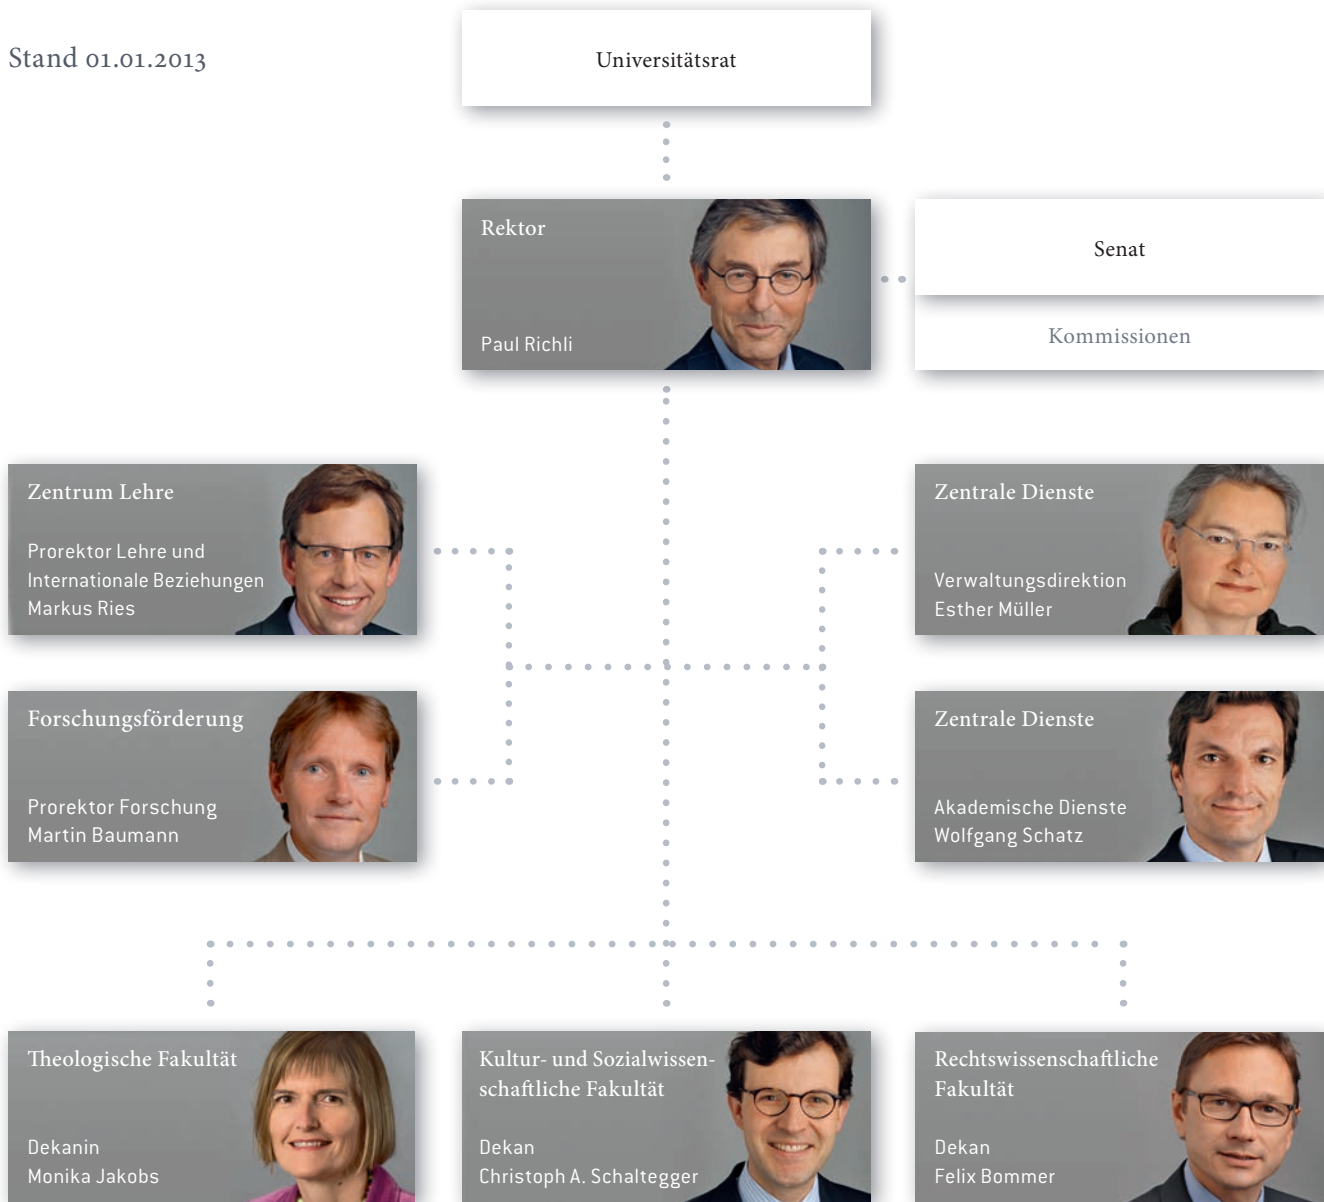 Stand 01.01.2013
Universitätsrat
Rektor
Paul Richli
Senat
Kommissionen
Zentrum Lehre
Prorektor Lehre und
Internationale Beziehungen
Markus Ries
Zentrale Dienste
Verwaltungsdirektion
Esther Müller
Forschungsförderung
Prorektor Forschung
Martin Baumann
Zentrale Dienste
Akademische Dienste
Wolfgang Schatz
Theologische Fakultät
Dekanin
Monika Jakobs
Kultur- und Sozialwissen-
schaftliche Fakultät
Dekan
Christoph A. Schaltegger
Rechtswissenschaftliche
Fakultät
Dekan
Felix Bommer